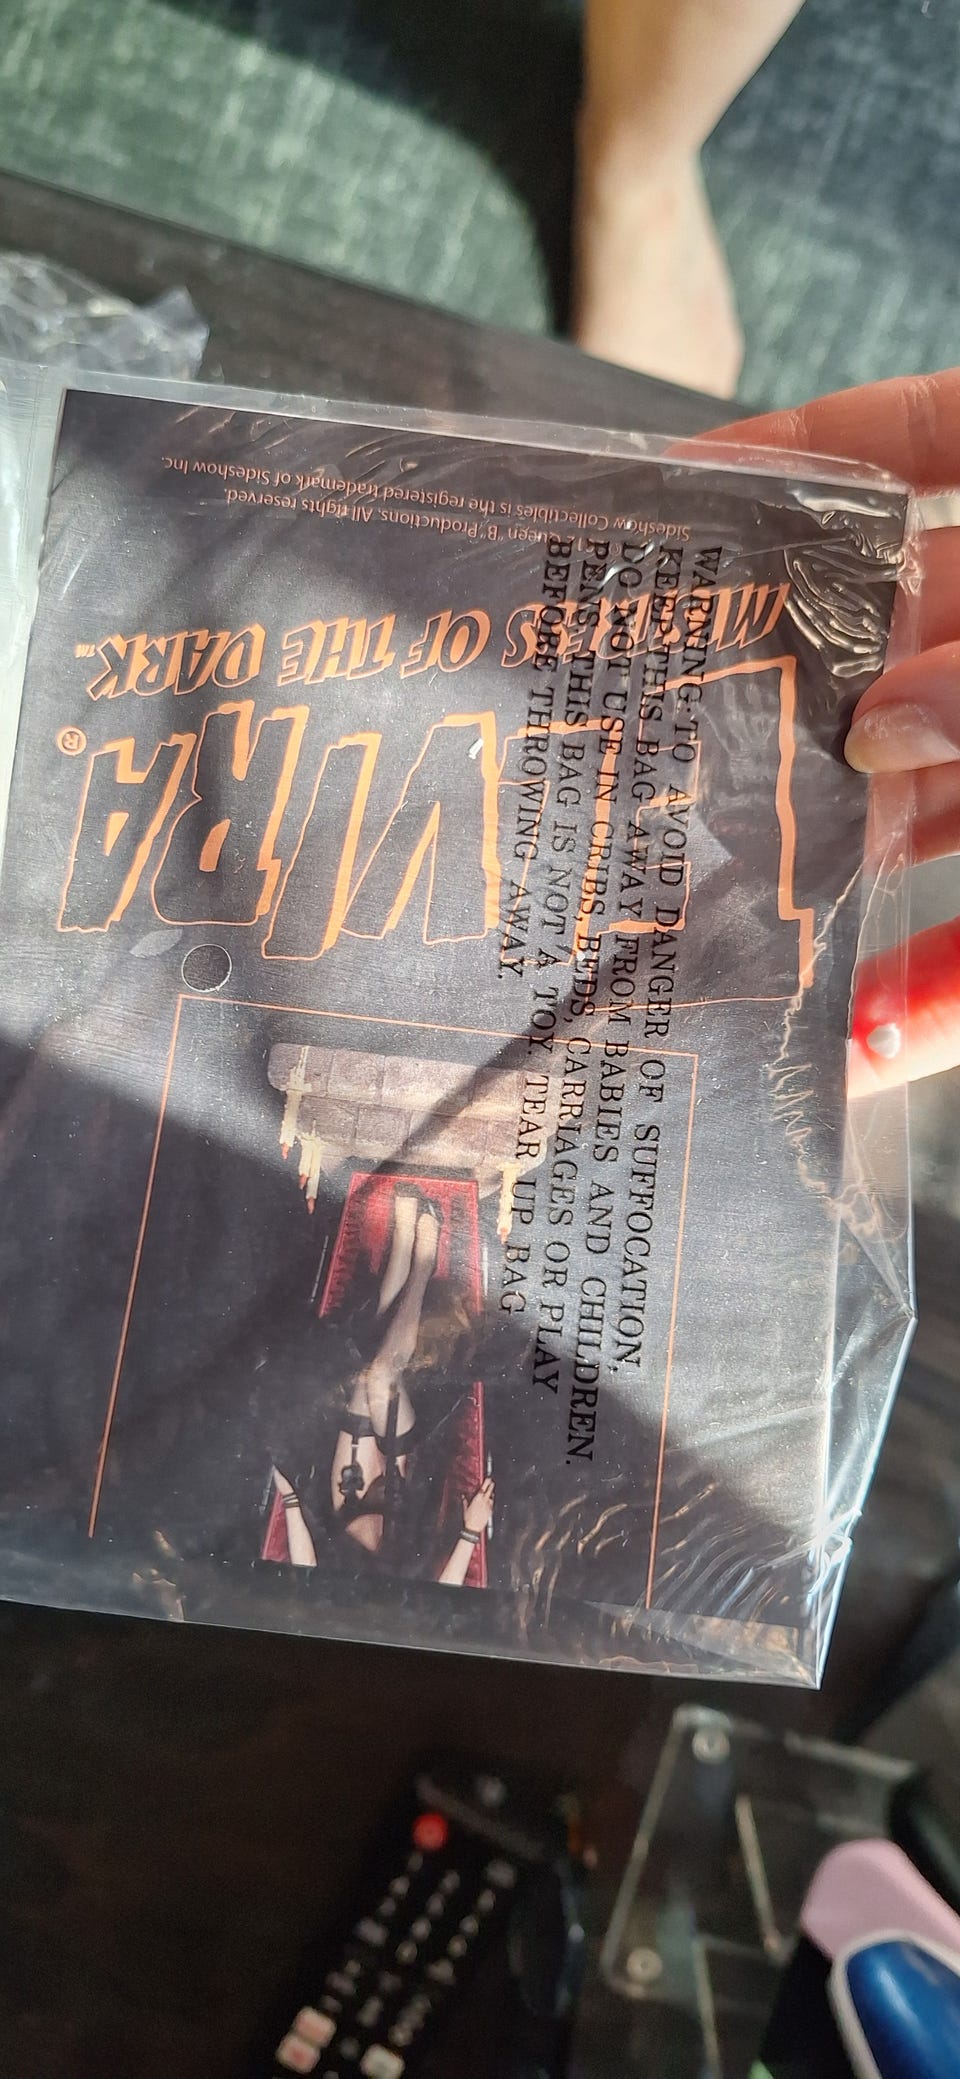 WARNING: TO AVOID DANGER OF SUFFOCATION,
KEEP THIS BAG AWAY FROM BABIES AND CHILDREN.
DO NOT USE IN CRIBS, BEDS, CARRIAGES OR PLAY
PENS. THIS BAG IS NOT A TOY. TEAR UP BAG
BEFORE THROWING AWAY.
ELVIRA®
MISTRESS OF THE DARK™
Queen "B" Productions. All rights reserved.
Sideshow Collectibles is the registered trademark of Sideshow Inc.